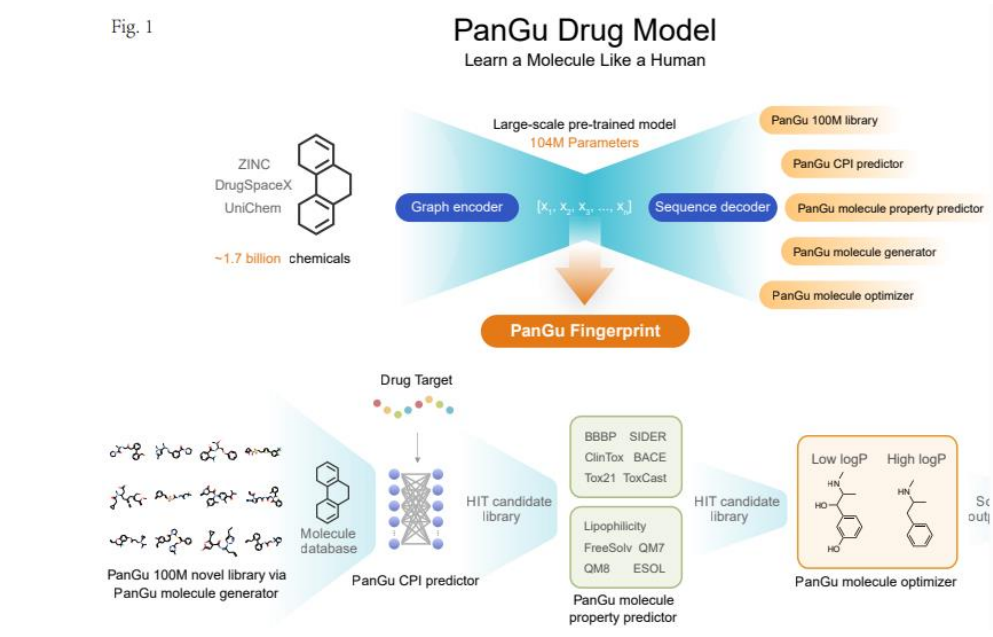 Fig. 1
PanGu Drug Model
Learn a Molecule Like a Human
ZINC
DrugSpaceX
UniChem
~1.7 billion chemicals
Large-scale pre-trained model
104M Parameters
Graph encoder
[x₁, x₂, x₃, ..., xₙ]
Sequence decoder
PanGu 100M library
PanGu CPI predictor
PanGu molecule property predictor
PanGu molecule generator
PanGu molecule optimizer
PanGu Fingerprint
PanGu 100M novel library via
PanGu molecule generator
Molecule
database
Drug Target
PanGu CPI predictor
HIT candidate
library
BBBP SIDER
ClinTox BACE
Tox21 ToxCast
Lipophilicity
FreeSolv QM7
QM8 ESOL
PanGu molecule
property predictor
HIT candidate
library
Low logP High logP
HN
HO
HO
HN
PanGu molecule optimizer